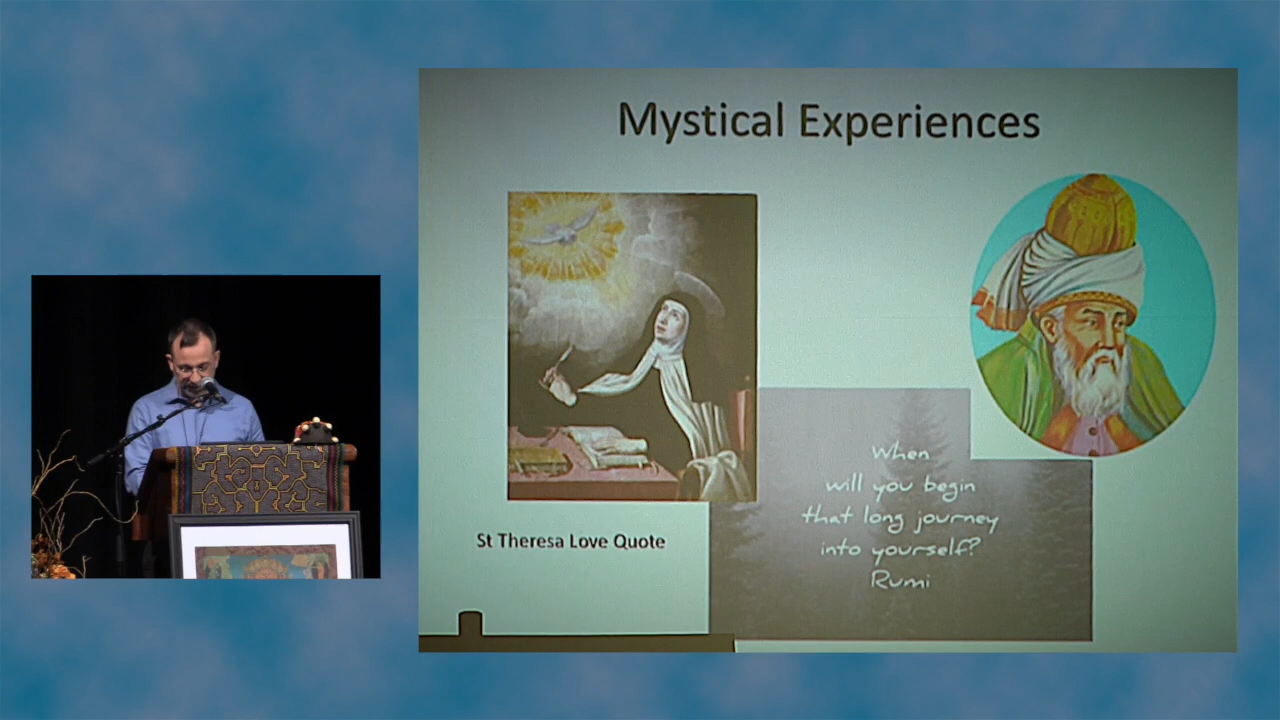 Mystical Experiences
St Theresa Love Quote
When
will you begin
that long journey
into yourself?
Rumi